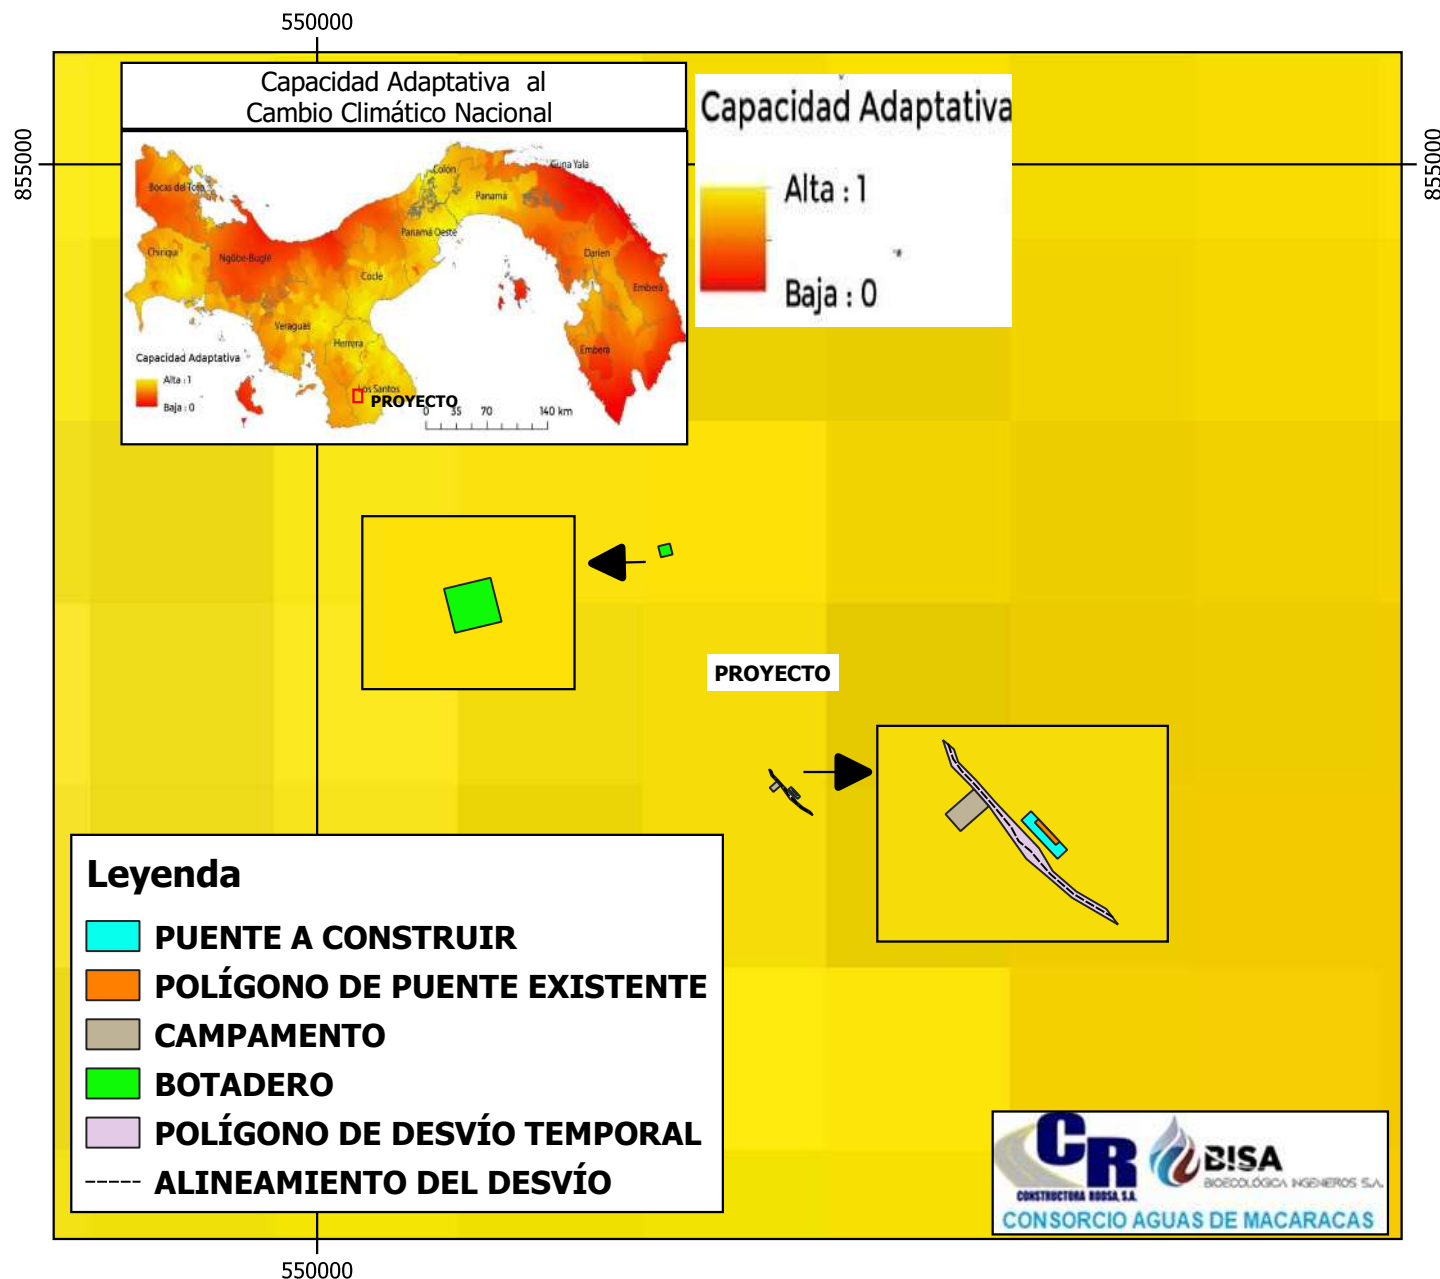 550000
855000
855000
Capacidad Adaptativa al
Cambio Climático Nacional
Bocas del Toro
Chiriquí
Ngäbe-Buglé
Veraguas
Herrera
Los Santos
Coclé
Colón
Panamá
Panamá Oeste
Guna Yala
Darien
Emberá
Emberá
Capacidad Adaptativa
Alta : 1
Baja : 0
PROYECTO
0 35 70 140 km
Capacidad Adaptativa
Alta : 1
Baja : 0
PROYECTO
Leyenda
PUENTE A CONSTRUIR
POLÍGONO DE PUENTE EXISTENTE
CAMPAMENTO
BOTADERO
POLÍGONO DE DESVÍO TEMPORAL
ALINEAMIENTO DEL DESVÍO
CR
CONSTRUCTORA RODSA, S.A.
BISA
BIOECOLÓGICA INGENIEROS S.A.
CONSORCIO AGUAS DE MACARACAS
550000